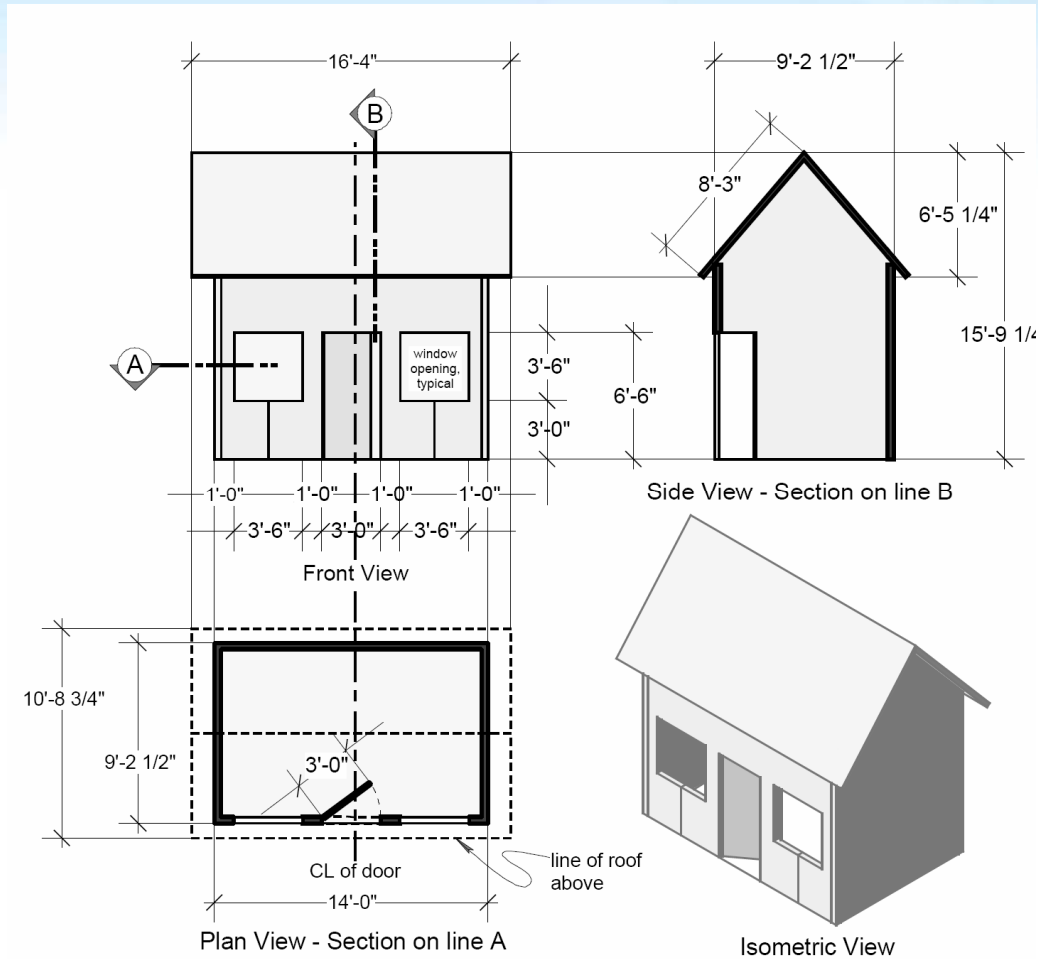 16'-4"
9'-2 1/2"
B
8'-3"
6'-5 1/4"
15'-9 1/4
A
window
opening,
typical
3'-6"
6'-6"
3'-0"
1'-0" 1'-0" 1'-0" 1'-0"
3'-6" 3'-0" 3'-6"
Front View
Side View - Section on line B
10'-8 3/4"
9'-2 1/2"
3'-0"
CL of door
line of roof
above
14'-0"
Plan View - Section on line A
Isometric View